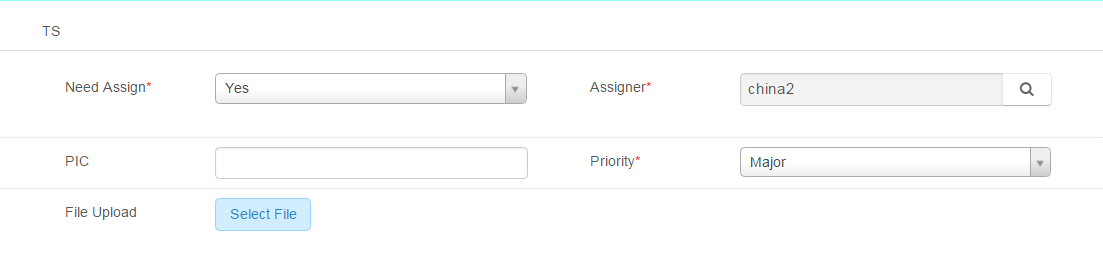 TS
Need Assign* Yes Assigner* china2
PIC Priority* Major
File Upload Select File